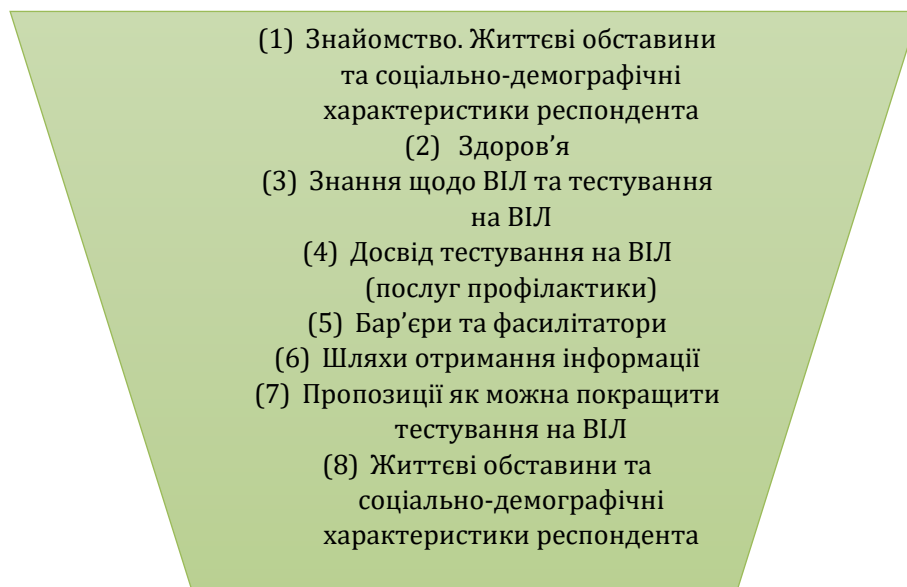 (1) Знайомство. Життєві обставини
та соціально-демографічні
характеристики респондента
(2) Здоров’я
(3) Знання щодо ВІЛ та тестування
на ВІЛ
(4) Досвід тестування на ВІЛ
(послуг профілактики)
(5) Бар’єри та фасилітатори
(6) Шляхи отримання інформації
(7) Пропозиції як можна покращити
тестування на ВІЛ
(8) Життєві обставини та
соціально-демографічні
характеристики респондента